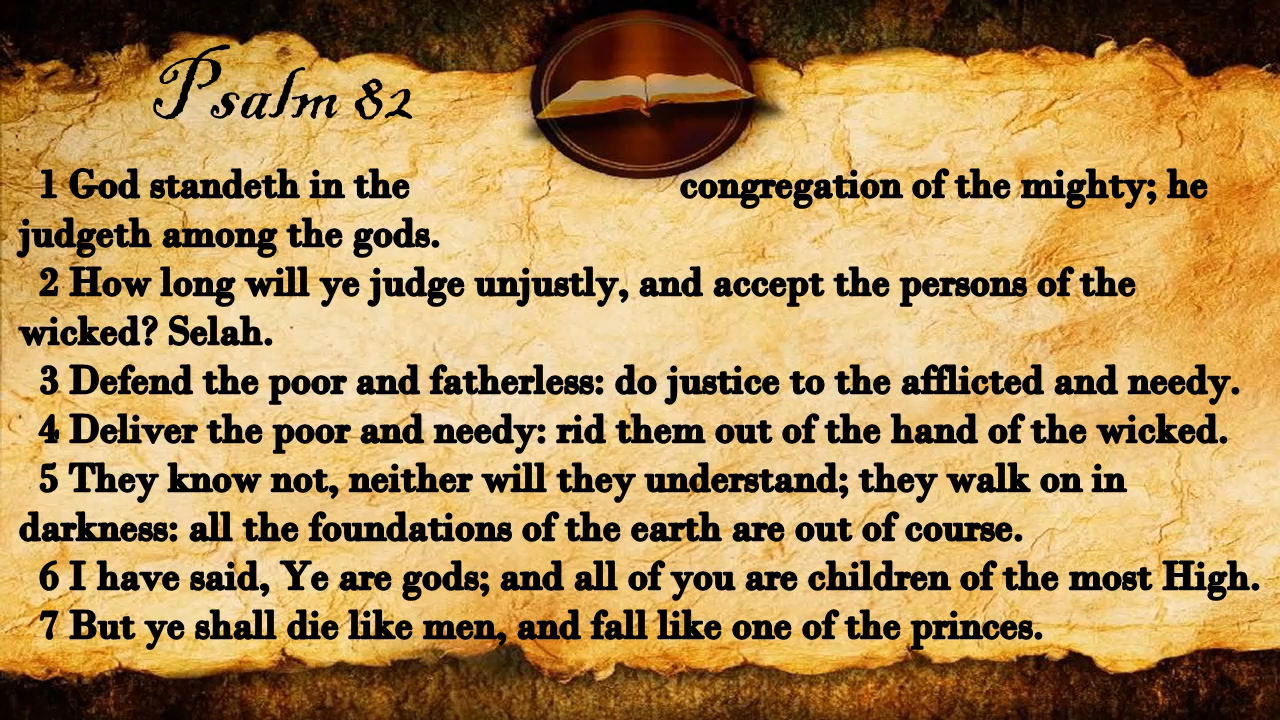 Psalm 82
1 God standeth in the congregation of the mighty; he
judgeth among the gods.
2 How long will ye judge unjustly, and accept the persons of the
wicked? Selah.
3 Defend the poor and fatherless: do justice to the afflicted and needy.
4 Deliver the poor and needy: rid them out of the hand of the wicked.
5 They know not, neither will they understand; they walk on in
darkness: all the foundations of the earth are out of course.
6 I have said, Ye are gods; and all of you are children of the most High.
7 But ye shall die like men, and fall like one of the princes.